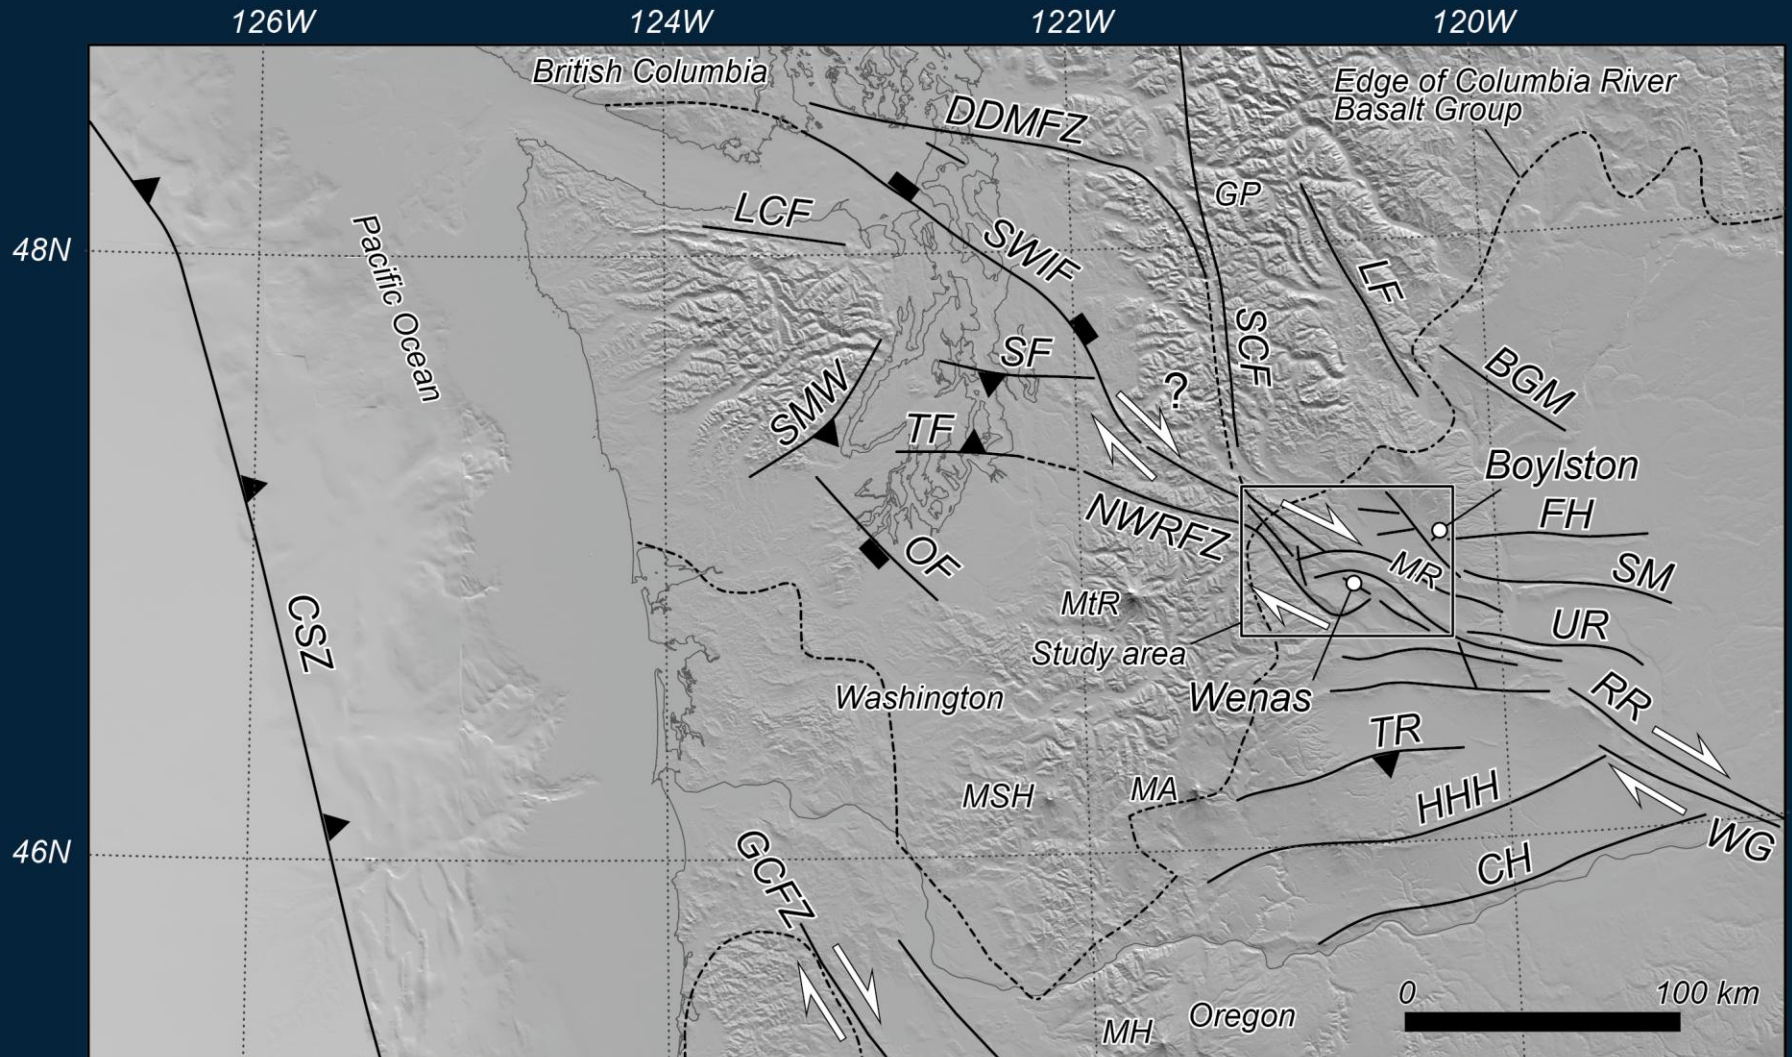 126W
124W
122W
120W
British Columbia
Edge of Columbia River
Basalt Group
DDMFZ
GP
LCF
Pacific Ocean
48N
SWIF
LF
SCF
SF
BGM
?
SMW
TF
Boylston
NWRFZ
FH
OF
MR
SM
MtR
CSZ
UR
Study area
Washington
Wenas
RR
TR
MSH
MA
HHH
WG
46N
CH
GCFZ
0
100 km
Oregon
MH